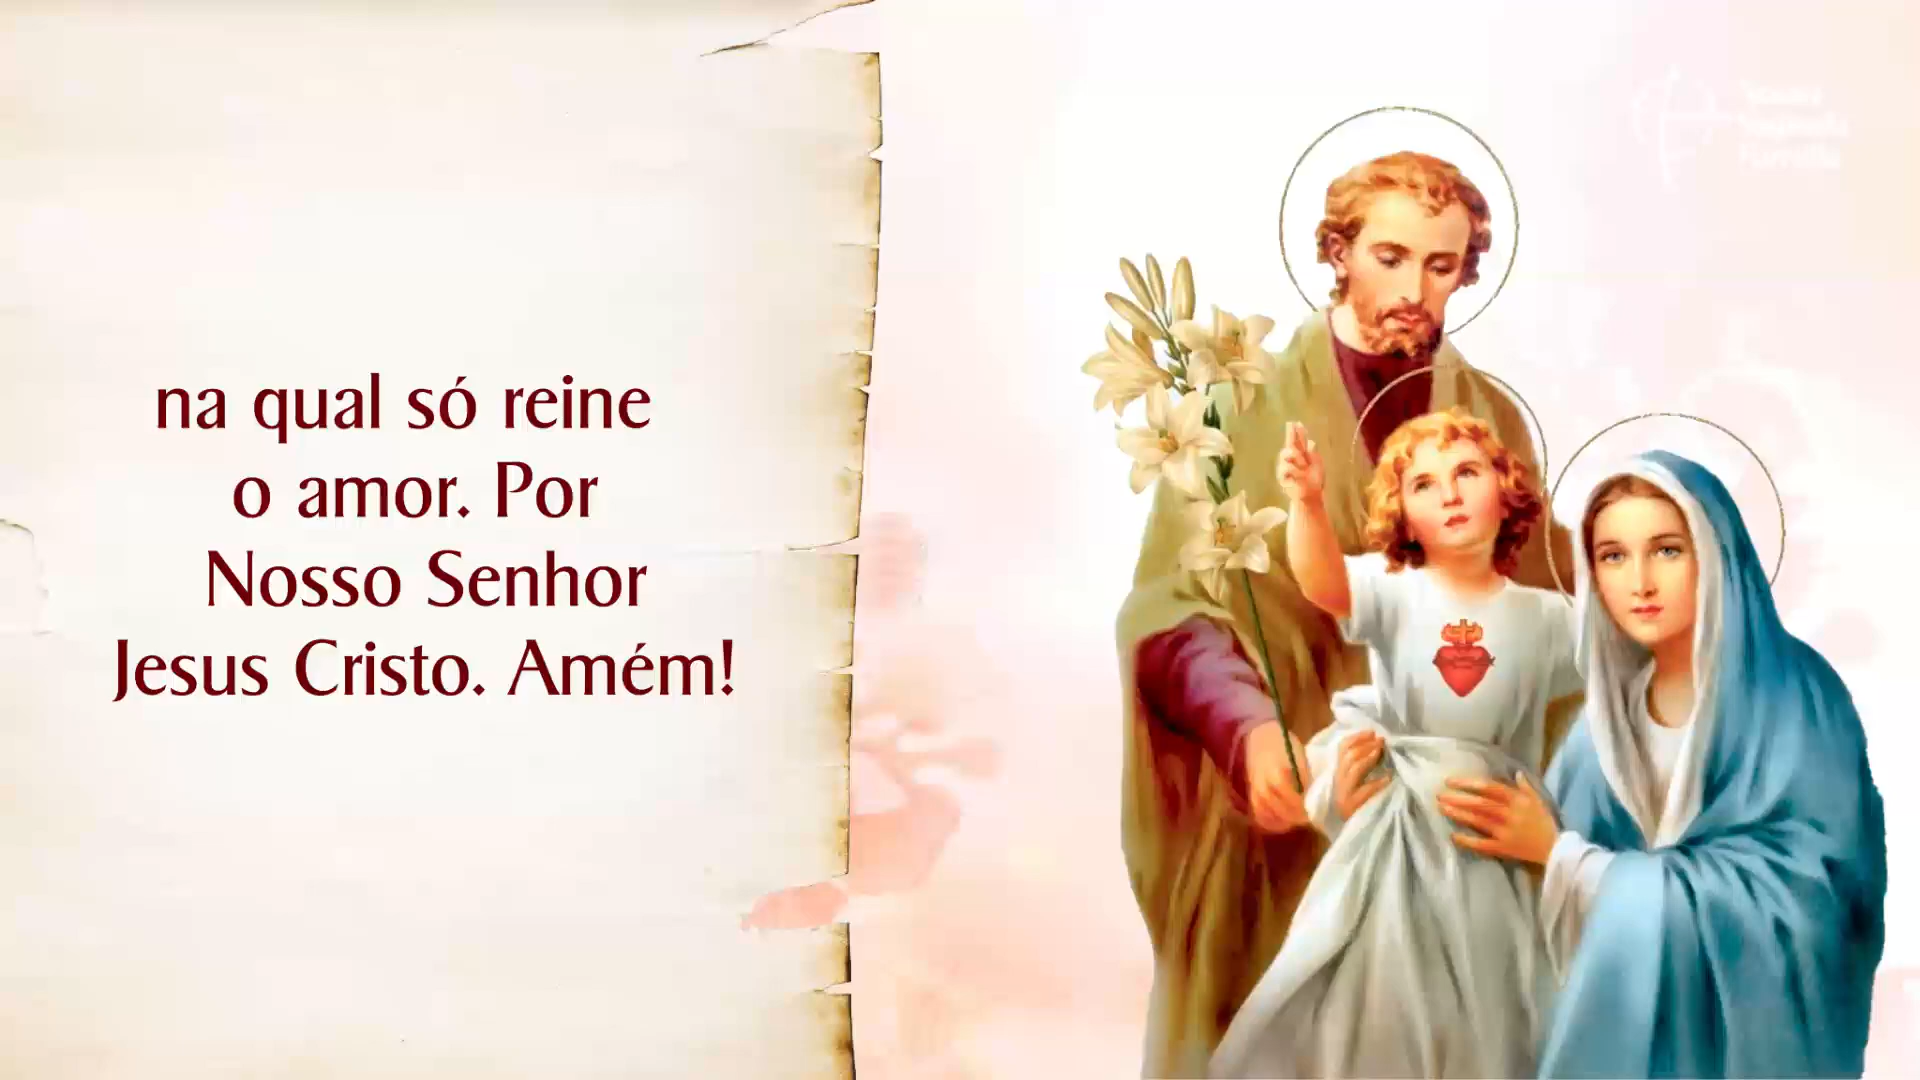 na qual só reine
o amor. Por
Nosso Senhor
Jesus Cristo. Amém!